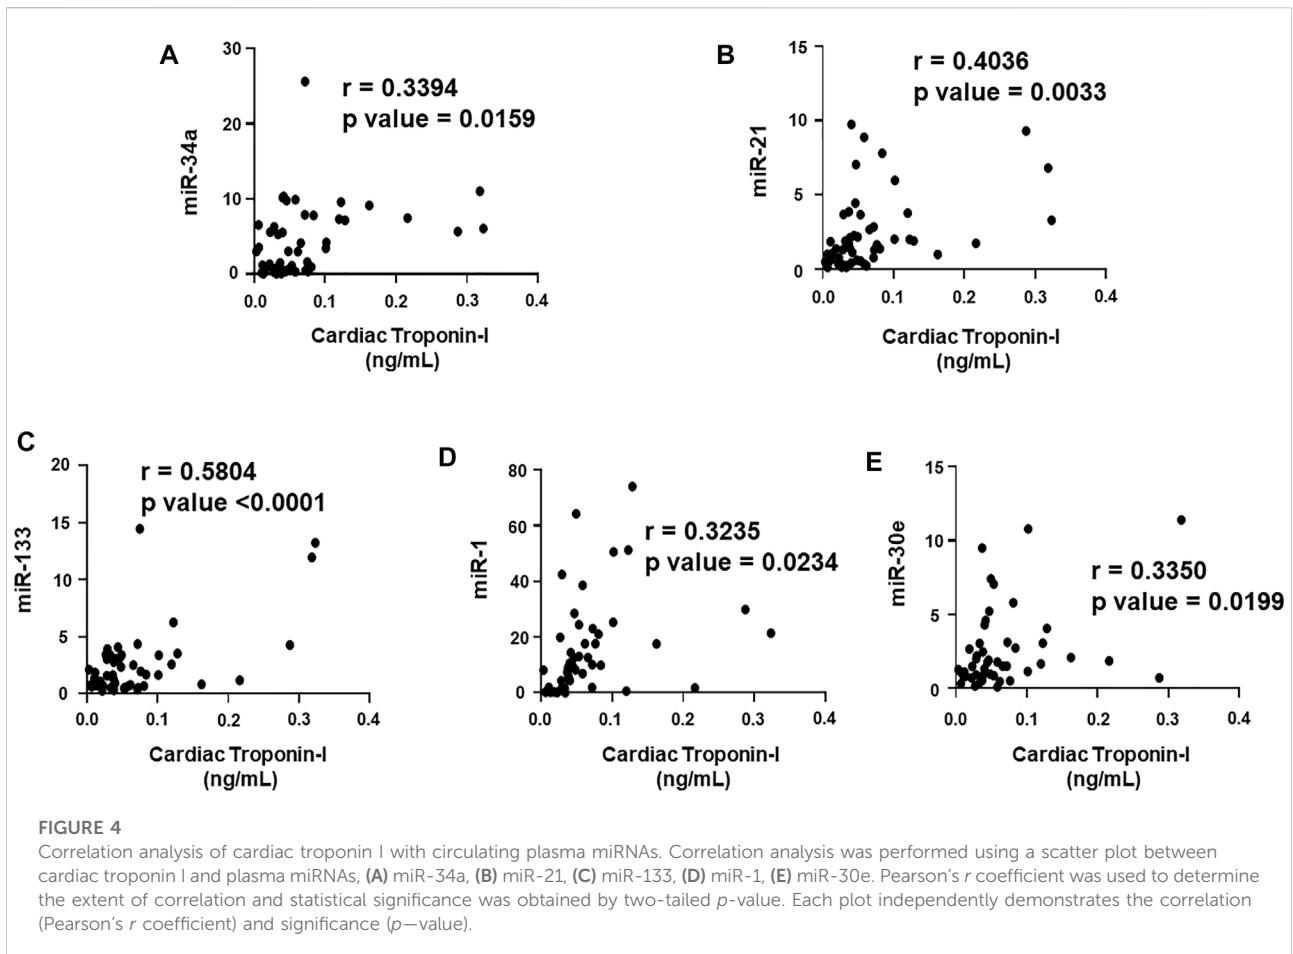 A
30
20
10
0
miR-34a
r = 0.3394
p value = 0.0159
0.0 0.1 0.2 0.3 0.4
Cardiac Troponin-I
(ng/mL)
B
15
10
5
0
miR-21
r = 0.4036
p value = 0.0033
0.0 0.1 0.2 0.3 0.4
Cardiac Troponin-I
(ng/mL)
C
20
15
10
5
0
miR-133
r = 0.5804
p value <0.0001
0.0 0.1 0.2 0.3 0.4
Cardiac Troponin-I
(ng/mL)
D
80
60
40
20
0
miR-1
r = 0.3235
p value = 0.0234
0.0 0.1 0.2 0.3 0.4
Cardiac Troponin-I
(ng/mL)
E
15
10
5
0
miR-30e
r = 0.3350
p value = 0.0199
0.0 0.1 0.2 0.3 0.4
Cardiac Troponin-I
(ng/mL)
FIGURE 4
Correlation analysis of cardiac troponin I with circulating plasma miRNAs. Correlation analysis was performed using a scatter plot between
cardiac troponin I and plasma miRNAs, (A) miR-34a, (B) miR-21, (C) miR-133, (D) miR-1, (E) miR-30e. Pearson's r coefficient was used to determine
the extent of correlation and statistical significance was obtained by two-tailed p-value. Each plot independently demonstrates the correlation
(Pearson's r coefficient) and significance (p—value).